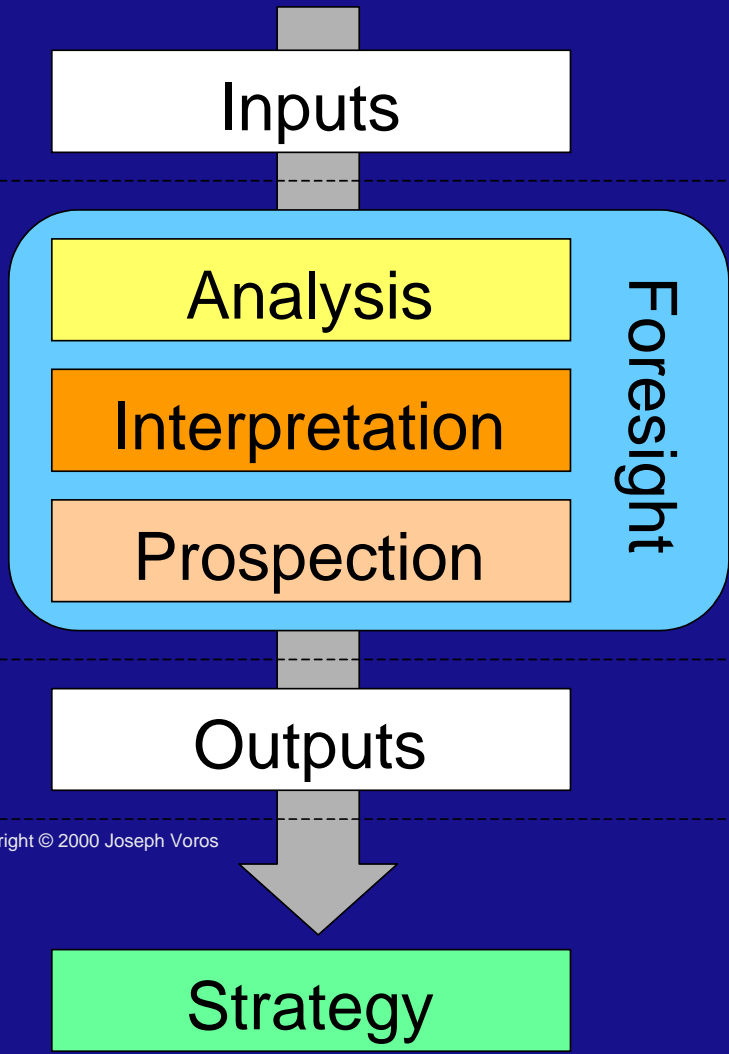 Inputs
Analysis
Interpretation
Prospection
Foresight
Outputs
right © 2000 Joseph Voros
Strategy